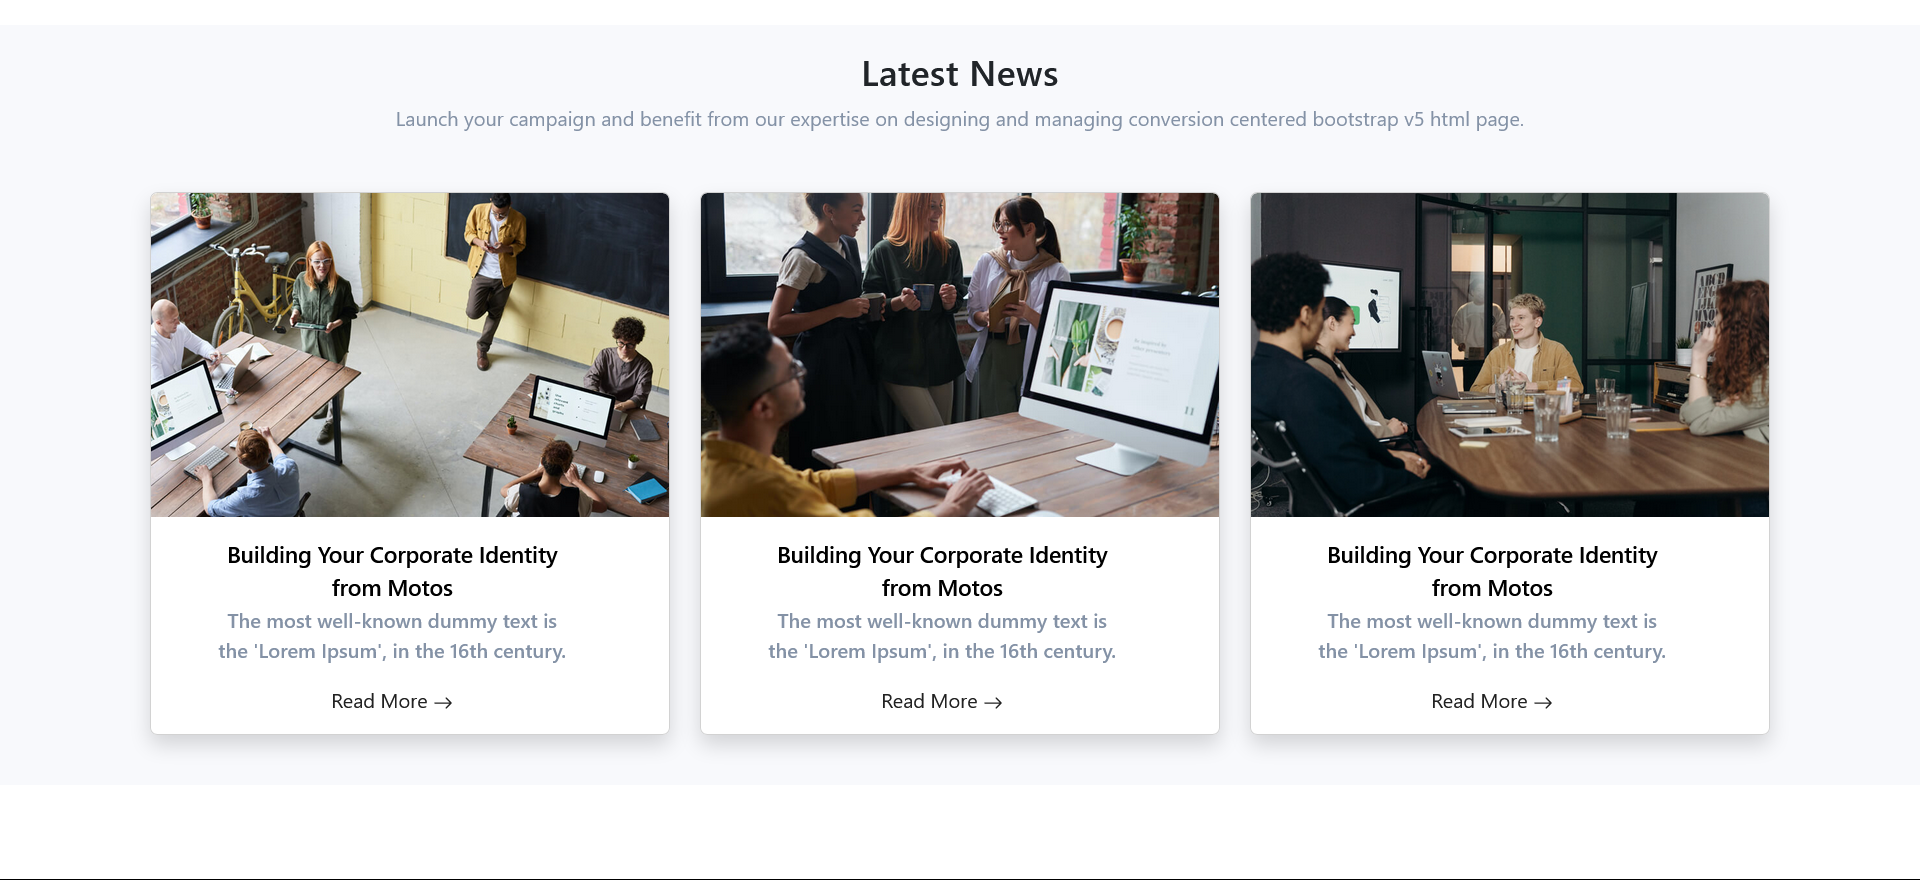 Latest News
Launch your campaign and benefit from our expertise on designing and managing conversion centered bootstrap v5 html page.
Building Your Corporate Identity
from Motos
The most well-known dummy text is
the 'Lorem Ipsum', in the 16th century.
Read More →
Building Your Corporate Identity
from Motos
The most well-known dummy text is
the 'Lorem Ipsum', in the 16th century.
Read More →
Building Your Corporate Identity
from Motos
The most well-known dummy text is
the 'Lorem Ipsum', in the 16th century.
Read More →